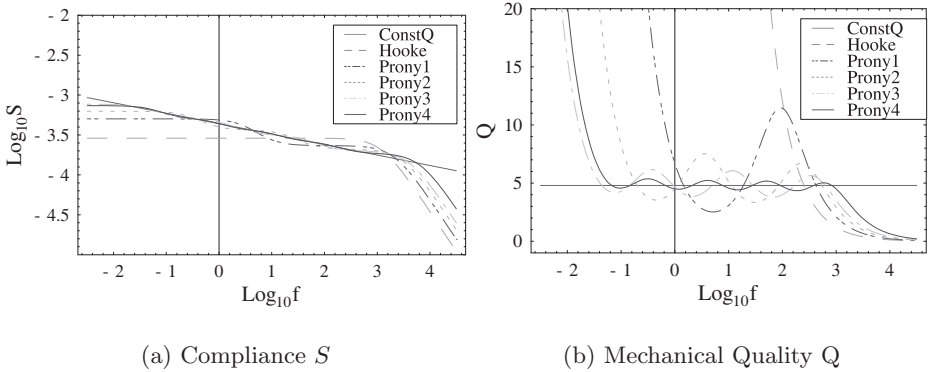 - 2
- 2.5
- 3
- 3.5
- 4
- 4.5
Log10S
- 2
- 1
0
1
2
3
4
Log10f
ConstQ
Hooke
Prony1
Prony2
Prony3
Prony4
(a) Compliance S
20
15
10
5
0
Q
- 2
- 1
0
1
2
3
4
Log10f
ConstQ
Hooke
Prony1
Prony2
Prony3
Prony4
(b) Mechanical Quality Q